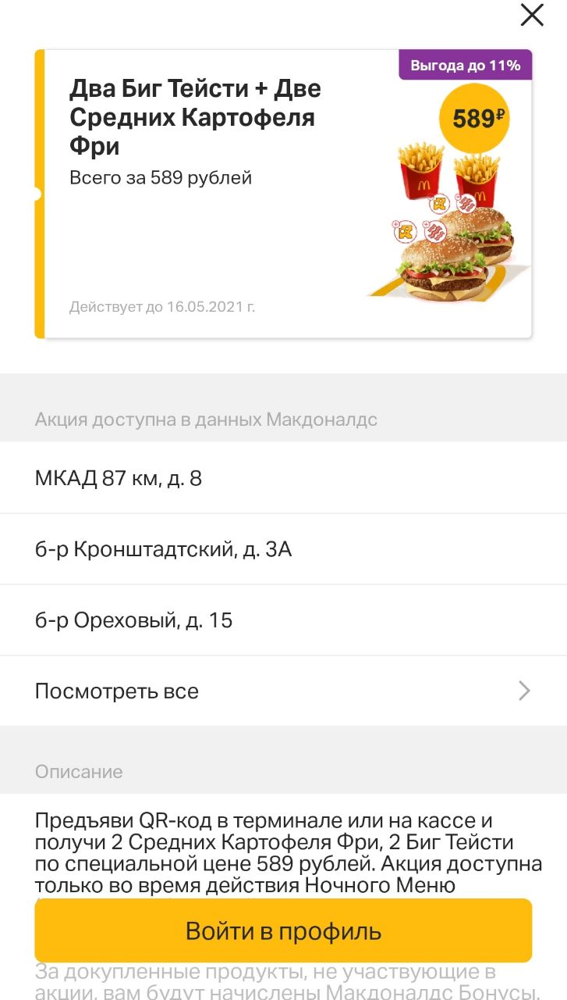 Выгода до 11%
Два Биг Тейсти + Две
Средних Картофеля
Фри
589₽
Всего за 589 рублей
Действует до 16.05.2021 г.
Акция доступна в данных Макдоналдс
МКАД 87 км, д. 8
б-р Кронштадтский, д. 3А
б-р Ореховый, д. 15
Посмотреть все
Описание
Предъяви QR-код в терминале или на кассе и
получи 2 Средних Картофеля Фри, 2 Биг Тейсти
по специальной цене 589 рублей. Акция доступна
только во время действия Ночного Меню
Войти в профиль
За докупленные продукты, не участвующие в
акции, вам будут начислены Макдоналдс Бонусы.